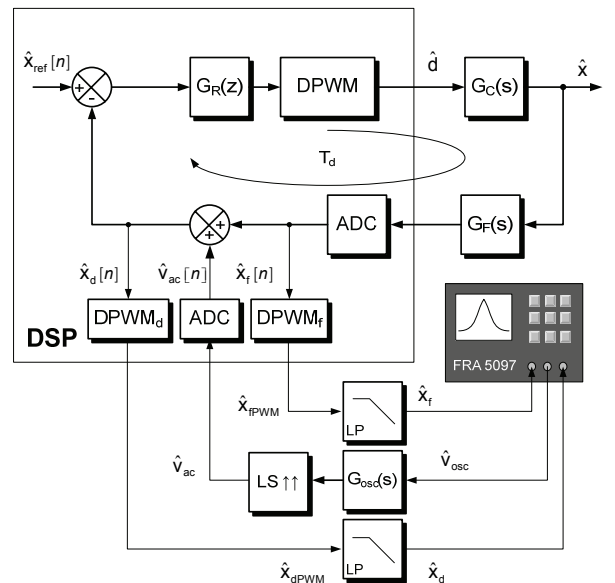 x̂ref[n]
+
-
GR(z)
DPWM
d̂
GC(s)
x̂
Td
+
+
ADC
GF(s)
x̂d[n]
v̂ac[n]
x̂f[n]
DPWMd
ADC
DPWMf
DSP
FRA 5097
x̂fPWM
LP
x̂f
v̂ac
LS ↑↑
Gosc(s)
v̂osc
x̂dPWM
LP
x̂d